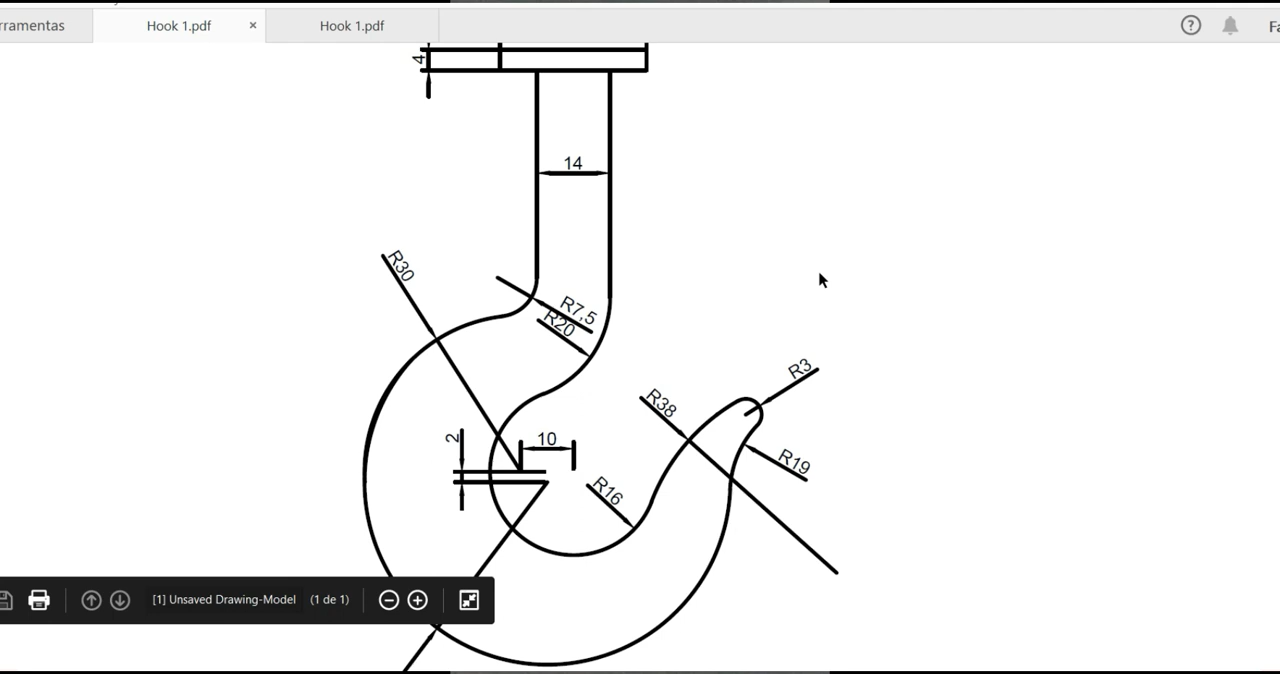 rramentas
Hook 1.pdf ×
Hook 1.pdf
? Fa
4
14
R30
R7,5
R20
R3
R38
10
2
R19
R16
[1] Unsaved Drawing-Model (1 de 1)